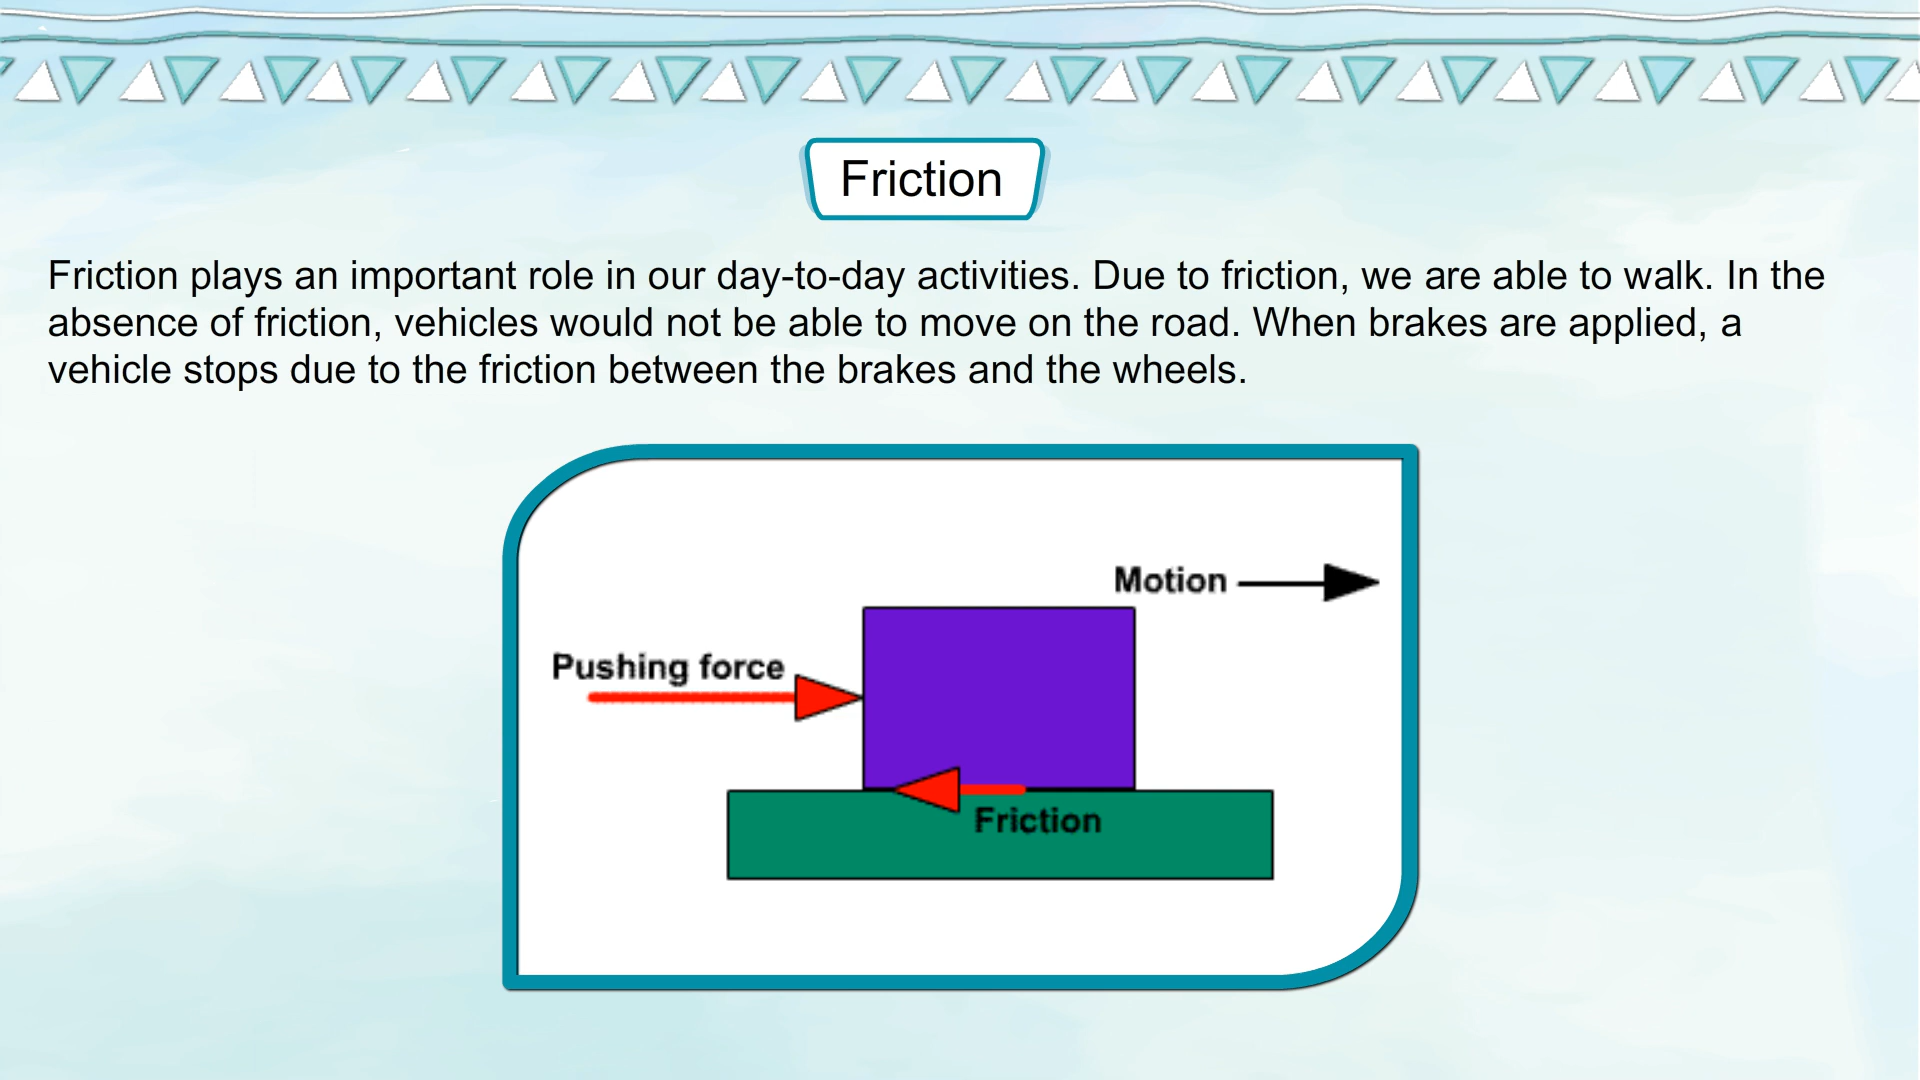 Friction
Friction plays an important role in our day-to-day activities. Due to friction, we are able to walk. In the
absence of friction, vehicles would not be able to move on the road. When brakes are applied, a
vehicle stops due to the friction between the brakes and the wheels.
Motion
Pushing force
Friction